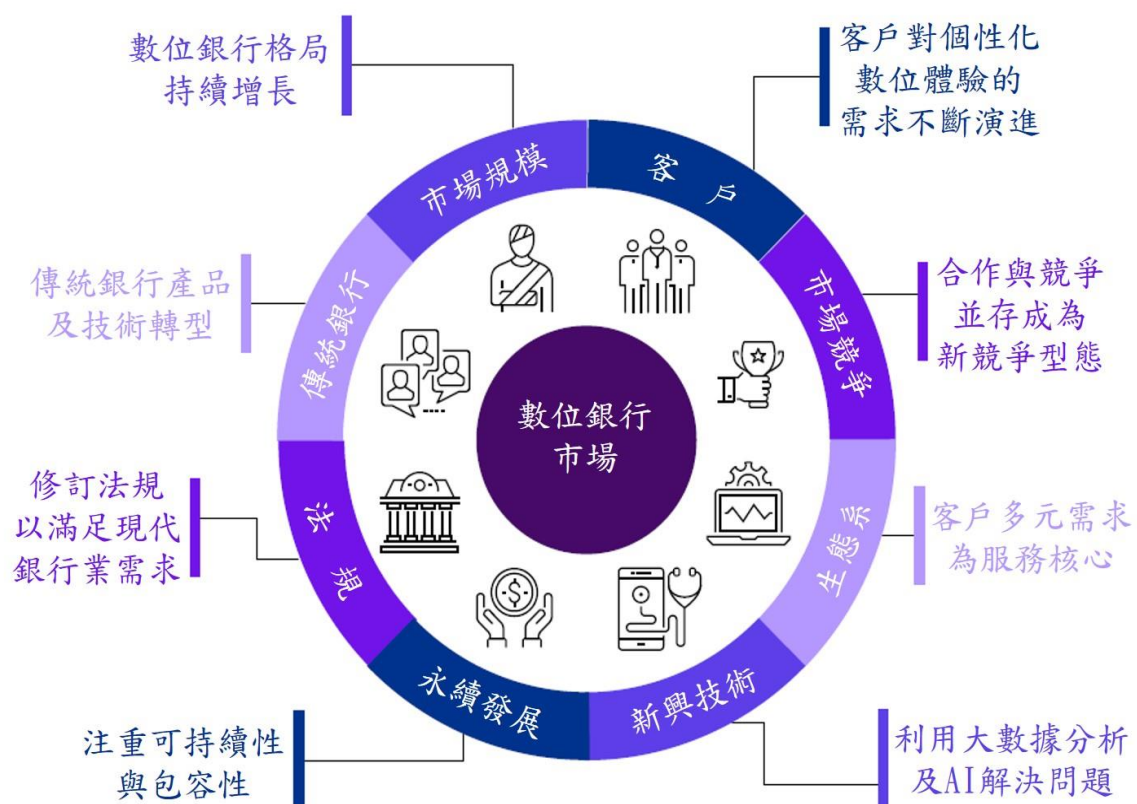 數位銀行格局
持續增長
客戶對個性化
數位體驗的
需求不斷演進
市場規模
客戶
傳統銀行產品
及技術轉型
傳統銀行
市場競爭
合作與競爭
並存成為
新競爭型態
數位銀行
市場
修訂法規
以滿足現代
銀行業需求
法規
生態系
客戶多元需求
為服務核心
永續發展
新興技術
注重可持續性
與包容性
利用大數據分析
及AI解決問題